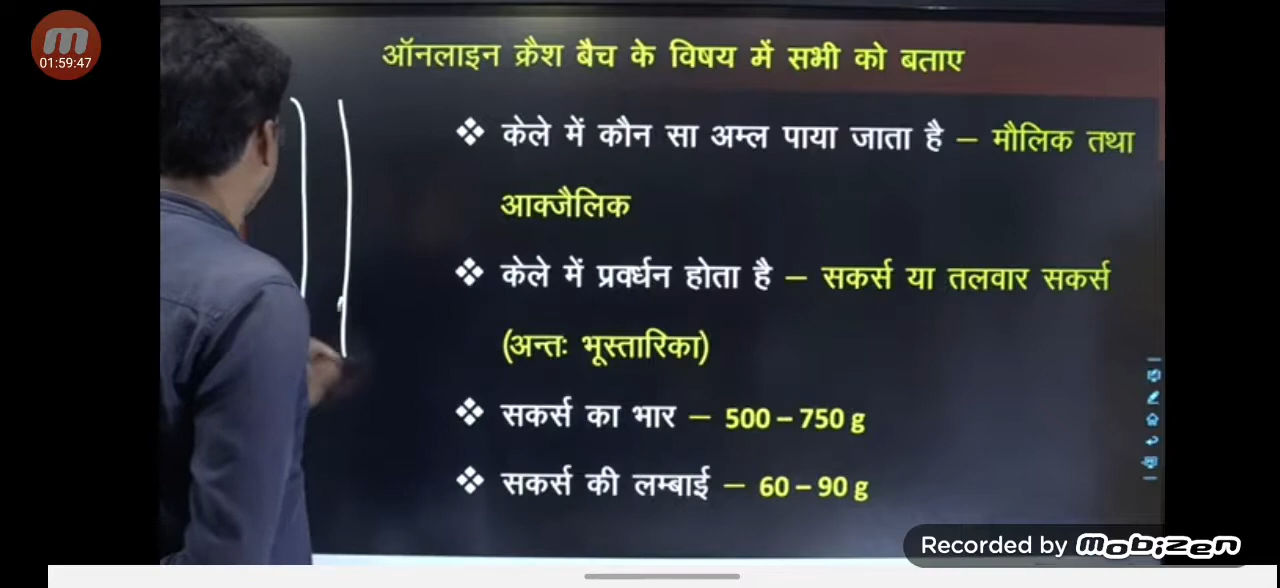 01:59:47
ऑनलाइन क्रैश बैच के विषय में सभी को बताए
❖ केले में कौन सा अम्ल पाया जाता है – मौलिक तथा
आक्जैलिक
❖ केले में प्रवर्धन होता है – सकर्स या तलवार सकर्स
(अन्तः भूस्तारिका)
❖ सकर्स का भार – 500 – 750 g
❖ सकर्स की लम्बाई – 60 – 90 g
Recorded by mobizen